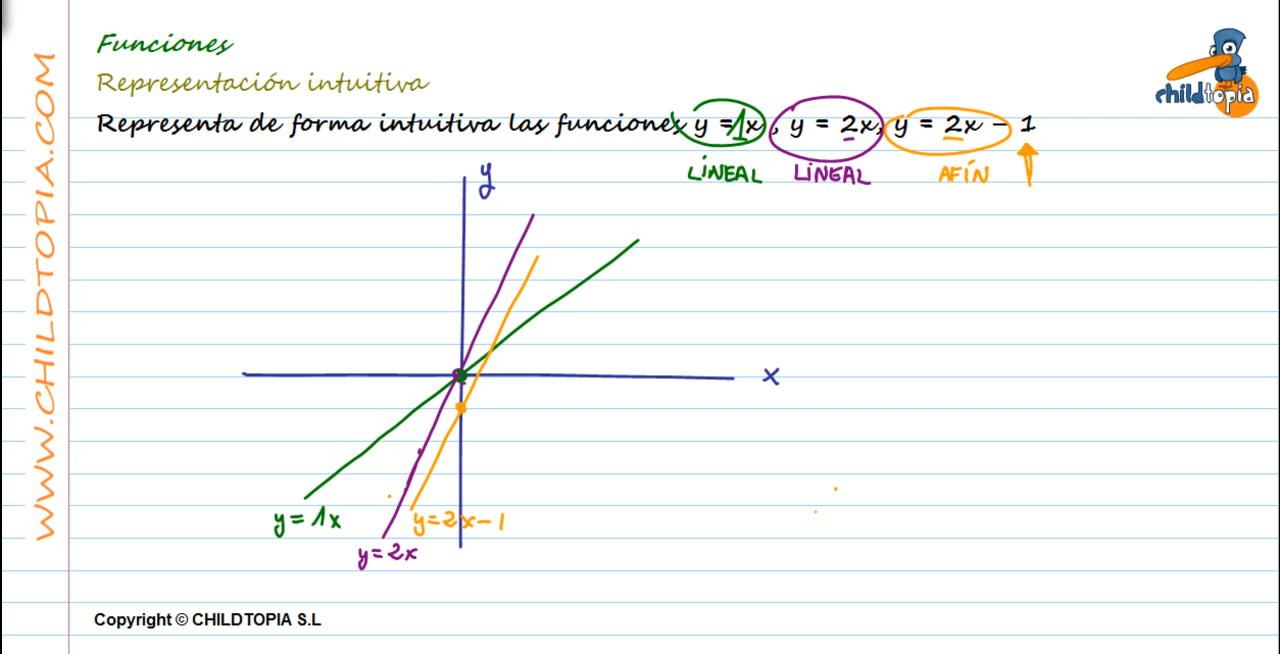 Funciones
Representación intuitiva
childtopia
Representa de forma intuitiva las funciones y = 1x, y = 2x, y = 2x - 1
LINEAL LINEAL AFÍN
WWW.CHILDTOPIA.COM
y
x
y=1x
y=2x-1
y=2x
Copyright © CHILDTOPIA S.L